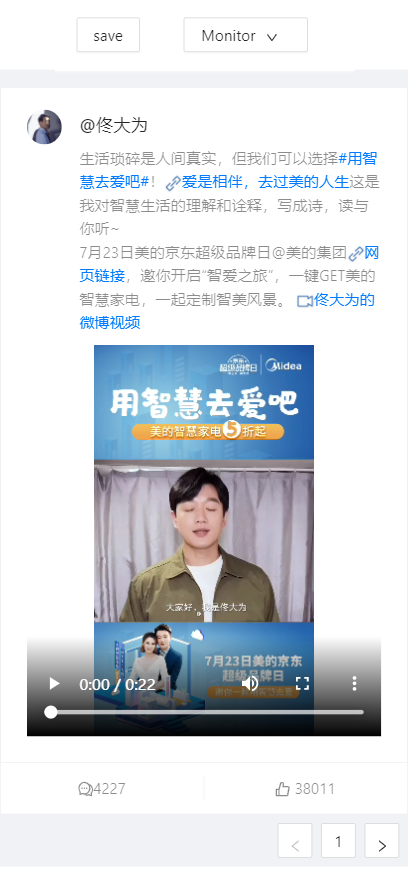 save
Monitor
@佟大为
生活琐碎是人间真实，但我们可以选择#用智
慧去爱吧#！爱是相伴，去过美的人生这是
我对智慧生活的理解和诠释，写成诗，读与
你听~
7月23日美的京东超级品牌日@美的集团网
页链接，邀你开启“智爱之旅”，一键GET美的
智慧家电，一起定制智美风景。 佟大为的
微博视频
京东
超级品牌日
Midea
用智慧去爱吧
美的智慧家电5折起
大家好，我是佟大为
7月23日美的京东
超级品牌日
0:00 / 0:22
4227
38011
1